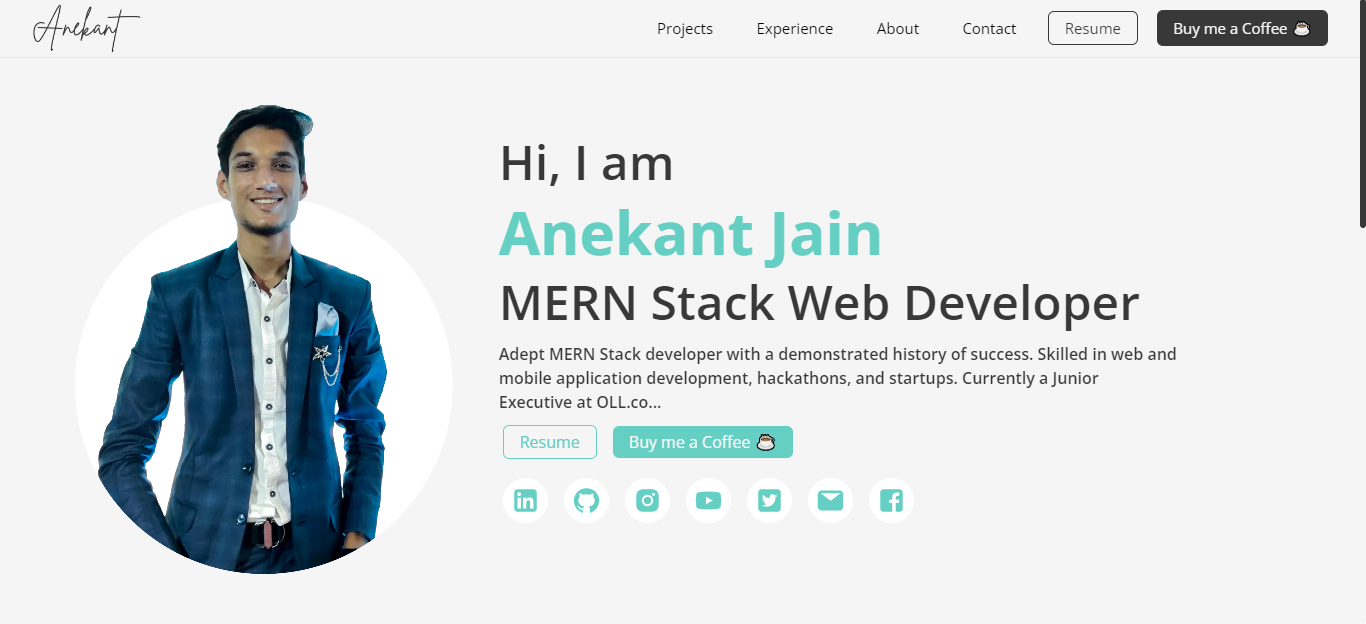 Anekant
Projects Experience About Contact Resume Buy me a Coffee
Hi, I am
Anekant Jain
MERN Stack Web Developer
Adept MERN Stack developer with a demonstrated history of success. Skilled in web and
mobile application development, hackathons, and startups. Currently a Junior
Executive at OLL.co...
Resume Buy me a Coffee
in